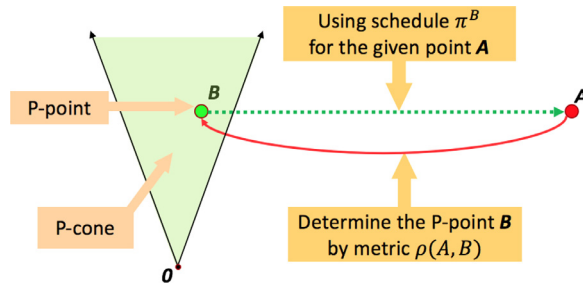 Using schedule π^B
for the given point A
B
A
P-point
P-cone
Determine the P-point B
by metric ρ(A, B)
0